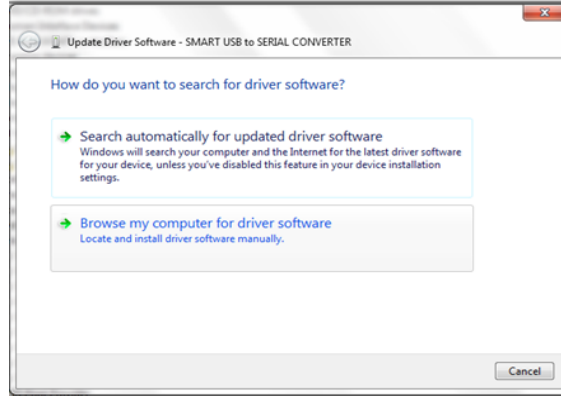 Update Driver Software - SMART USB to SERIAL CONVERTER
How do you want to search for driver software?
Search automatically for updated driver software
Windows will search your computer and the Internet for the latest driver software
for your device, unless you've disabled this feature in your device installation
settings.
Browse my computer for driver software
Locate and install driver software manually.
Cancel